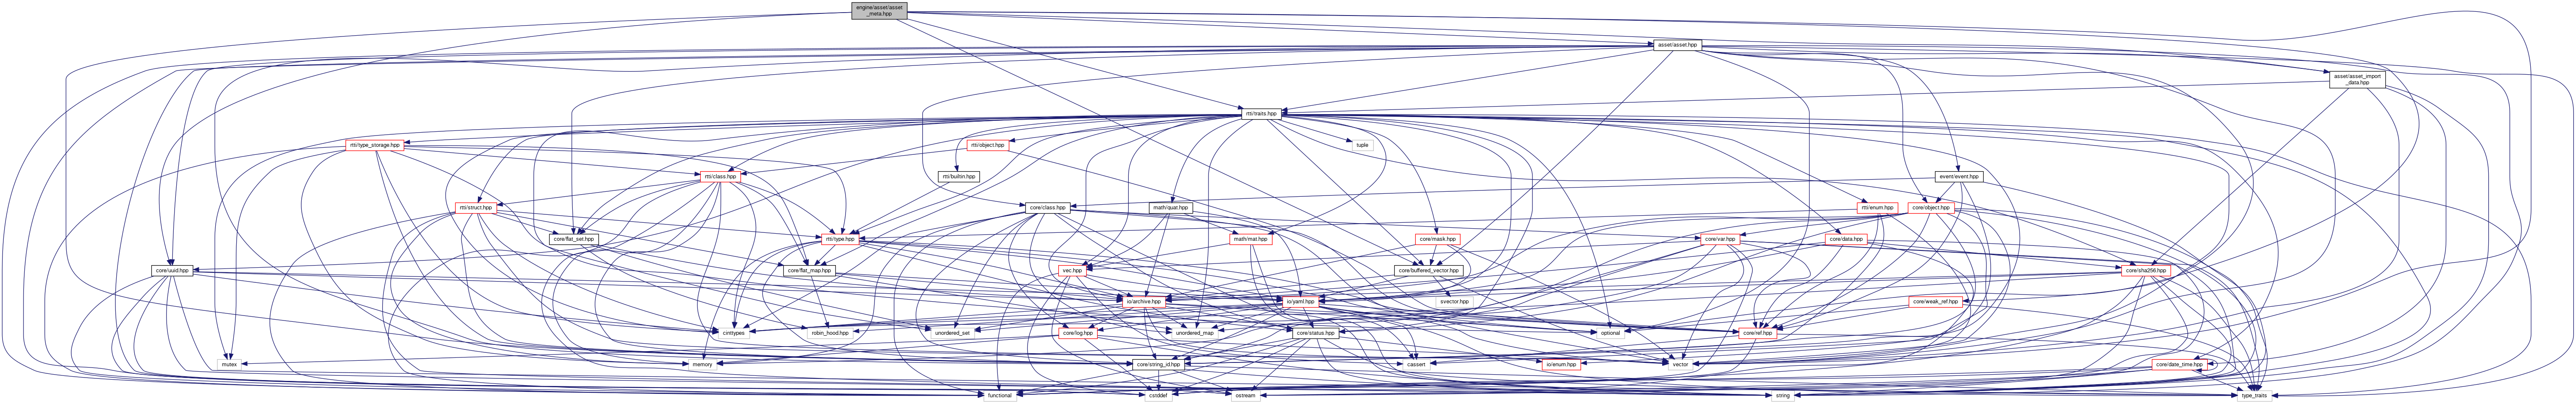 engine/asset/asset
_meta.hpp
asset/asset.hpp
asset/asset_import
_data.hpp
rtti/traits.hpp
rtti/type_storage.hpp
rtti/object.hpp
tuple
rtti/class.hpp
rtti/builtin.hpp
event/event.hpp
rtti/struct.hpp
core/class.hpp
math/quat.hpp
rtti/enum.hpp
core/object.hpp
core/flat_set.hpp
rtti/type.hpp
math/mat.hpp
core/mask.hpp
core/var.hpp
core/data.hpp
core/uuid.hpp
core/flat_map.hpp
vec.hpp
core/buffered_vector.hpp
core/sha256.hpp
io/archive.hpp
io/yaml.hpp
svector.hpp
core/weak_ref.hpp
cinttypes
robin_hood.hpp
unordered_set
core/log.hpp
unordered_map
core/status.hpp
optional
core/ref.hpp
mutex
memory
core/string_id.hpp
cassert
io/enum.hpp
vector
core/date_time.hpp
functional
cstddef
ostream
string
type_traits